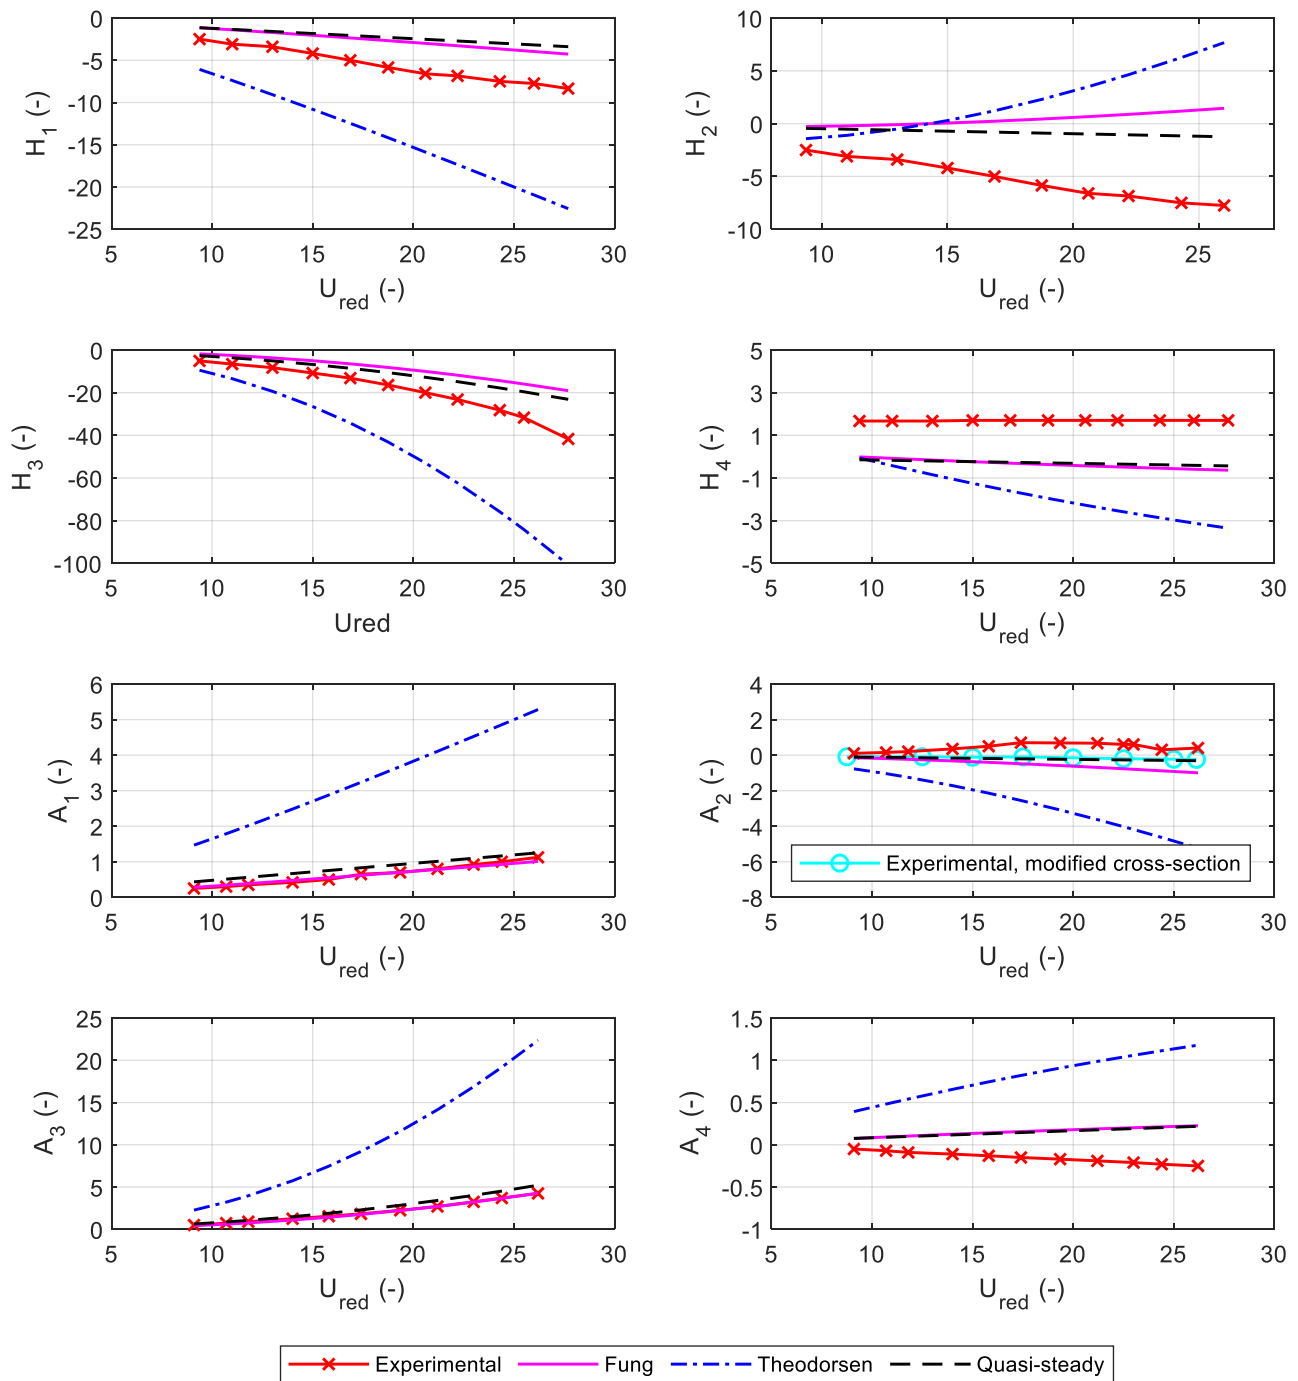 0
-5
-10
-15
-20
-25
H1 (-)
5 10 15 20 25 30
Ured (-)
10
5
0
-5
-10
H2 (-)
10 15 20 25
Ured (-)
0
-20
-40
-60
-80
-100
H3 (-)
5 10 15 20 25 30
Ured
5
3
1
-1
-3
-5
H4 (-)
5 10 15 20 25 30
Ured (-)
6
5
4
3
2
1
0
A1 (-)
5 10 15 20 25 30
Ured (-)
4
2
0
-2
-4
-6
-8
A2 (-)
Experimental, modified cross-section
5 10 15 20 25 30
Ured (-)
25
20
15
10
5
0
A3 (-)
5 10 15 20 25 30
Ured (-)
1.5
1
0.5
0
-0.5
-1
A4 (-)
5 10 15 20 25 30
Ured (-)
Experimental Fung Theodorsen Quasi-steady